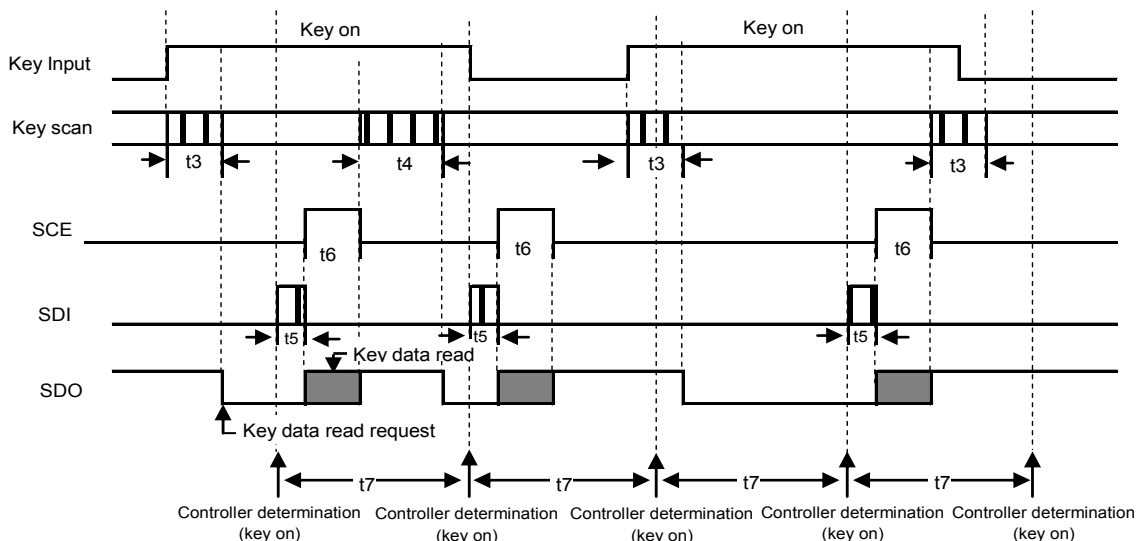 Key on
Key on
Key Input
Key scan
t3
t4
t3
t3
SCE
t6
t6
t6
SDI
t5
t5
t5
Key data read
SDO
Key data read request
t7
t7
t7
t7
Controller determination
(key on)
Controller determination
(key on)
Controller determination
(key on)
Controller determination
(key on)
Controller determination
(key on)